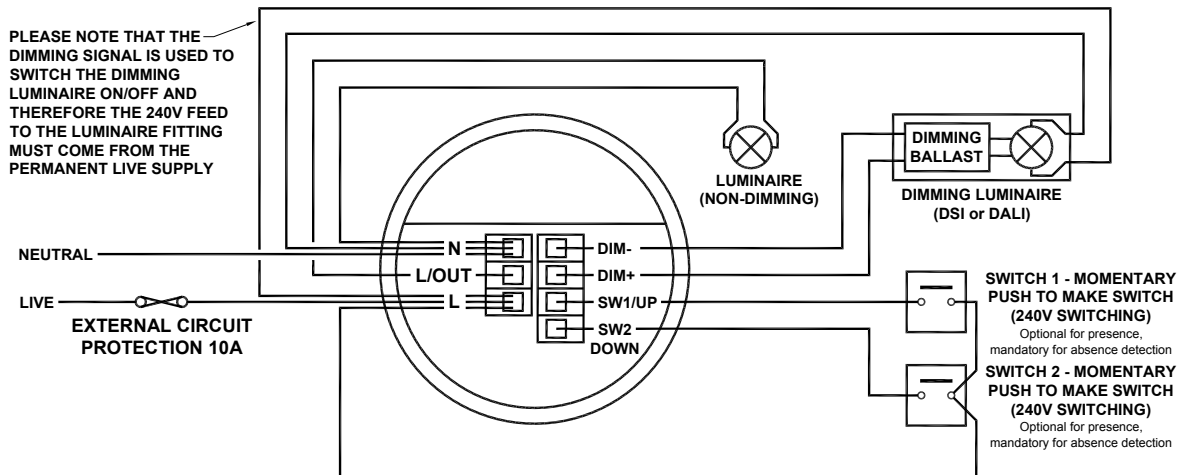 PLEASE NOTE THAT THE
DIMMING SIGNAL IS USED TO
SWITCH THE DIMMING
LUMINAIRE ON/OFF AND
THEREFORE THE 240V FEED
TO THE LUMINAIRE FITTING
MUST COME FROM THE
PERMANENT LIVE SUPPLY
DIMMING
BALLAST
LUMINAIRE
(NON-DIMMING)
DIMMING LUMINAIRE
(DSI or DALI)
NEUTRAL
N
DIM-
L/OUT
DIM+
LIVE
L
SW1/UP
SW2
DOWN
EXTERNAL CIRCUIT
PROTECTION 10A
SWITCH 1 - MOMENTARY
PUSH TO MAKE SWITCH
(240V SWITCHING)
Optional for presence,
mandatory for absence detection
SWITCH 2 - MOMENTARY
PUSH TO MAKE SWITCH
(240V SWITCHING)
Optional for presence,
mandatory for absence detection